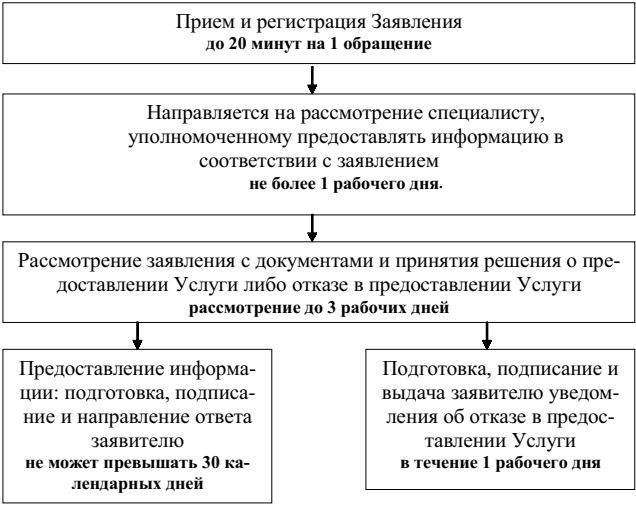 Прием и регистрация Заявления
до 20 минут на 1 обращение
Направляется на рассмотрение специалисту,
уполномоченному предоставлять информацию в
соответствии с заявлением
не более 1 рабочего дня.
Рассмотрение заявления с документами и принятия решения о пре-
доставлении Услуги либо отказе в предоставлении Услуги
рассмотрение до 3 рабочих дней
Предоставление информа-
ции: подготовка, подписа-
ние и направление ответа
заявителю
не может превышать 30 ка-
лендарных дней
Подготовка, подписание и
выдача заявителю уведом-
ления об отказе в предос-
тавлении Услуги
в течение 1 рабочего дня